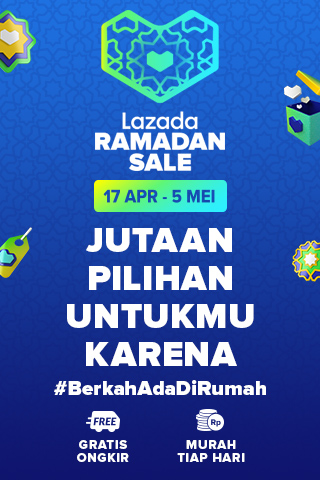 Lazada
RAMADAN
SALE
17 APR - 5 MEI
JUTAAN
PILIHAN
UNTUKMU
KARENA
#BerkahAdaDiRumah
FREE
GRATIS
ONGKIR
Rp
MURAH
TIAP HARI